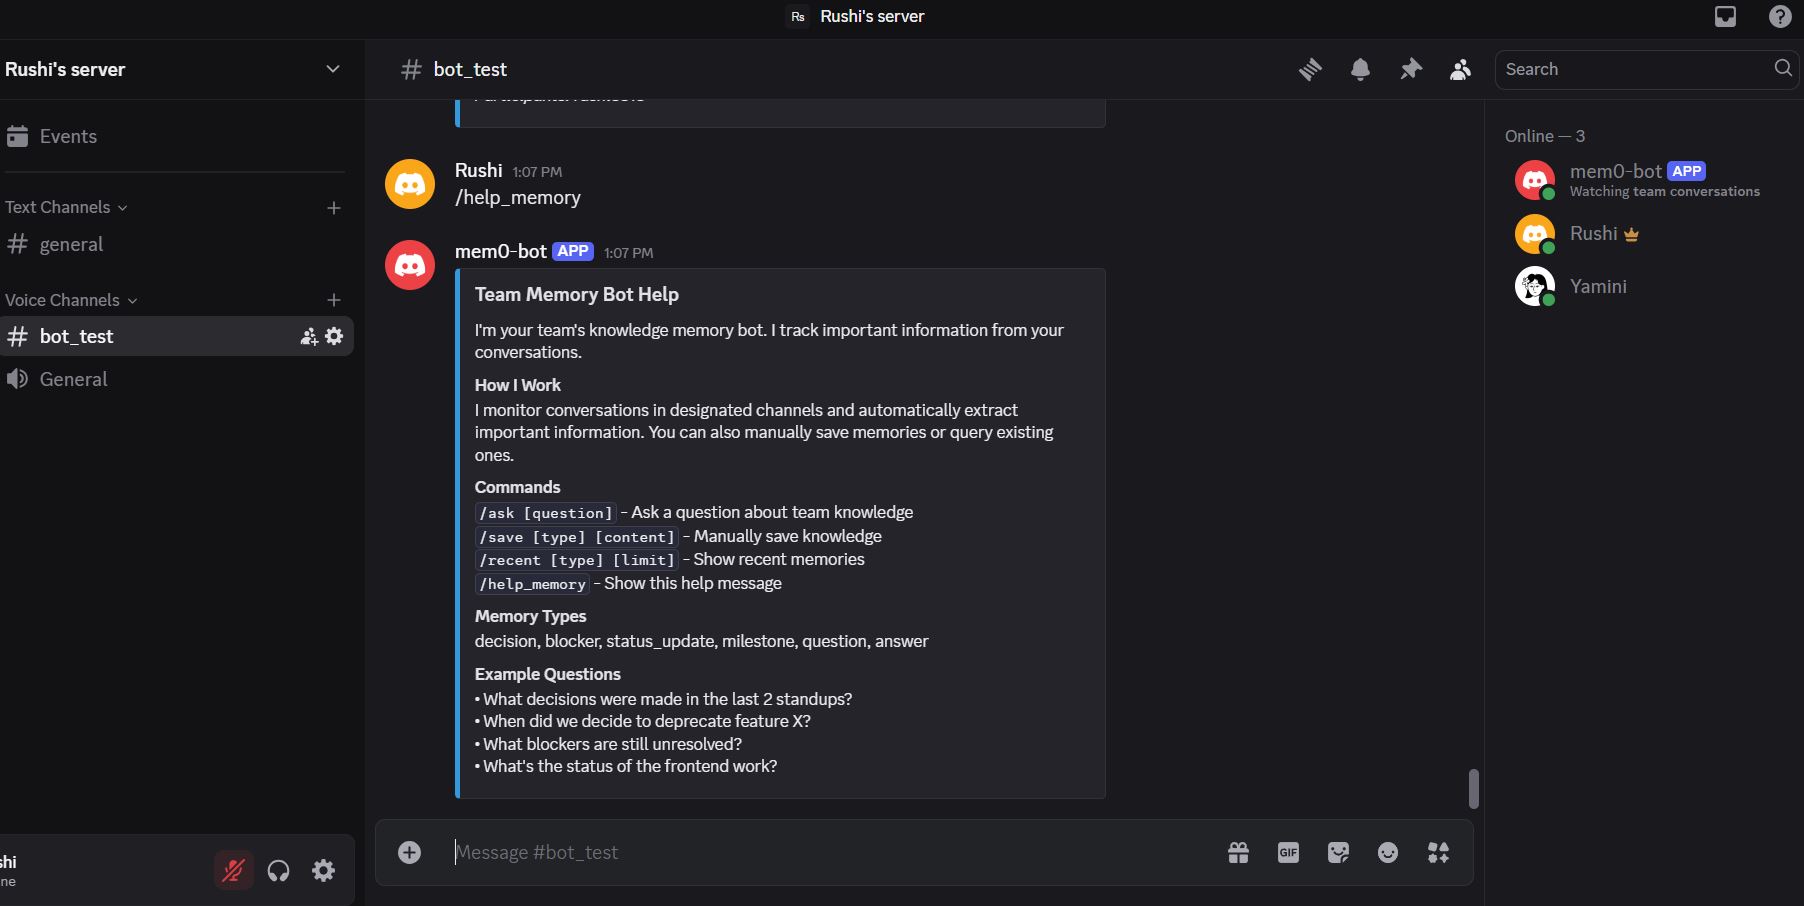 Rs Rushi's server
Rushi's server
Events
Text Channels
general
Voice Channels
bot_test
General
shi
ne
bot_test
Search
Rushi 1:07 PM
/help_memory
mem0-bot APP 1:07 PM
Team Memory Bot Help
I'm your team's knowledge memory bot. I track important information from your
conversations.
How I Work
I monitor conversations in designated channels and automatically extract
important information. You can also manually save memories or query existing
ones.
Commands
/ask [question] - Ask a question about team knowledge
/save [type] [content] - Manually save knowledge
/recent [type] [limit] - Show recent memories
/help_memory - Show this help message
Memory Types
decision, blocker, status_update, milestone, question, answer
Example Questions
• What decisions were made in the last 2 standups?
• When did we decide to deprecate feature X?
• What blockers are still unresolved?
• What's the status of the frontend work?
Message #bot_test
GIF
Online — 3
mem0-bot APP
Watching team conversations
Rushi
Yamini